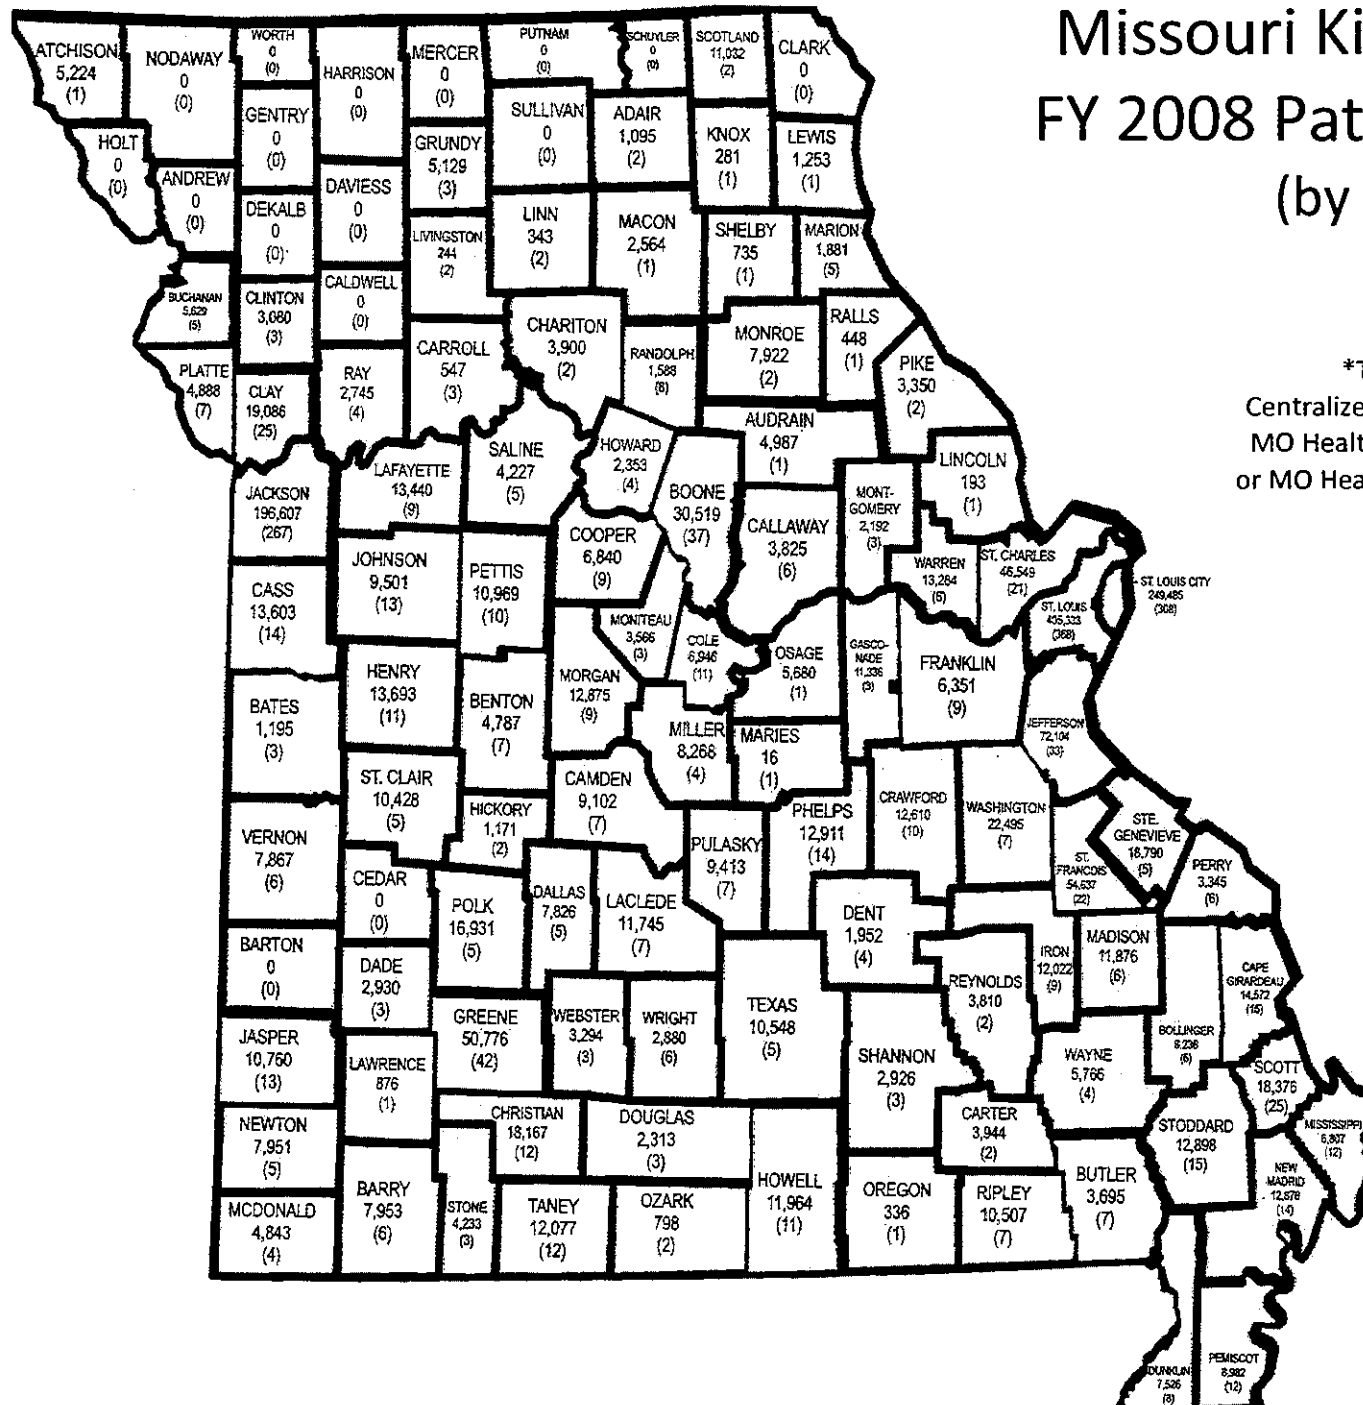 Missouri Ki
FY 2008 Pat
(by
*T
Centralize
MO Healt
or MO Hea
ATCHISON
5,224
(1)
NODAWAY
0
(0)
WORTH
0
(0)
HARRISON
0
(0)
MERCER
0
(0)
PUTNAM
0
(0)
SCHUYLER
0
(0)
SCOTLAND
11,032
(2)
CLARK
0
(0)
HOLT
0
(0)
ANDREW
0
(0)
GENTRY
0
(0)
DEKALB
0
(0)
DAVIESS
0
(0)
GRUNDY
5,129
(3)
SULLIVAN
0
(0)
ADAIR
1,095
(2)
KNOX
281
(1)
LEWIS
1,253
(1)
LIVINGSTON
244
(2)
LINN
343
(2)
MACON
2,564
(1)
SHELBY
735
(1)
MARION
1,881
(5)
BUCHANAN
5,629
(5)
CLINTON
3,080
(3)
CALDWELL
0
(0)
CARROLL
547
(3)
CHARITON
3,900
(2)
RANDOLPH
1,588
(8)
MONROE
7,922
(2)
RALLS
448
(1)
PIKE
3,350
(2)
PLATTE
4,888
(7)
CLAY
19,086
(25)
RAY
2,745
(4)
AUDRAIN
4,987
(1)
LAFAYETTE
13,440
(9)
SALINE
4,227
(5)
HOWARD
2,353
(4)
BOONE
30,519
(37)
LINCOLN
193
(1)
JACKSON
196,607
(267)
CALLAWAY
3,825
(6)
MONT-
GOMERY
2,192
(3)
JOHNSON
9,501
(13)
PETTIS
10,969
(10)
COOPER
6,840
(9)
WARREN
13,284
(6)
ST. CHARLES
46,549
(21)
ST. LOUIS
(368)
ST. LOUIS CITY
249,485
(308)
CASS
13,603
(14)
MONITEAU
3,566
(3)
COLE
6,946
(11)
OSAGE
5,680
(1)
GASCO-
NADE
11,336
(3)
FRANKLIN
6,351
(9)
HENRY
13,693
(11)
BENTON
4,787
(7)
MORGAN
12,875
(9)
BATES
1,195
(3)
MILLER
8,268
(4)
MARIES
16
(1)
JEFFERSON
72,104
(33)
ST. CLAIR
10,428
(5)
HICKORY
1,171
(2)
CAMDEN
9,102
(7)
PULASKY
9,413
(7)
PHELPS
12,911
(14)
CRAWFORD
12,610
(10)
WASHINGTON
22,495
(7)
STE.
GENEVIEVE
18,790
(5)
VERNON
7,867
(6)
ST.
FRANCOIS
54,637
(22)
PERRY
3,345
(6)
CEDAR
0
(0)
POLK
16,931
(5)
DALLAS
7,826
(5)
LACLEDE
11,745
(7)
DENT
1,952
(4)
BARTON
0
(0)
DADE
2,930
(3)
IRON
12,022
(9)
MADISON
11,876
(6)
REYNOLDS
3,810
(2)
CAPE
GIRARDEAU
14,572
(15)
GREENE
50,776
(42)
WEBSTER
3,294
(3)
WRIGHT
2,880
(6)
TEXAS
10,548
(5)
JASPER
10,760
(13)
BOLLINGER
8,236
(6)
LAWRENCE
876
(1)
SHANNON
2,926
(3)
WAYNE
5,766
(4)
SCOTT
18,376
(25)
NEWTON
7,951
(5)
CHRISTIAN
18,167
(12)
DOUGLAS
2,313
(3)
CARTER
3,944
(2)
STODDARD
12,898
(15)
MISSISSIPPI
6,807
(12)
BARRY
7,953
(6)
HOWELL
11,964
(11)
OREGON
336
(1)
RIPLEY
10,507
(7)
BUTLER
3,695
(7)
NEW
MADRID
12,878
(14)
MCDONALD
4,843
(4)
STONE
4,233
(3)
TANEY
12,077
(12)
OZARK
798
(2)
DUNKLIN
7,526
(8)
PEMISCOT
8,982
(12)